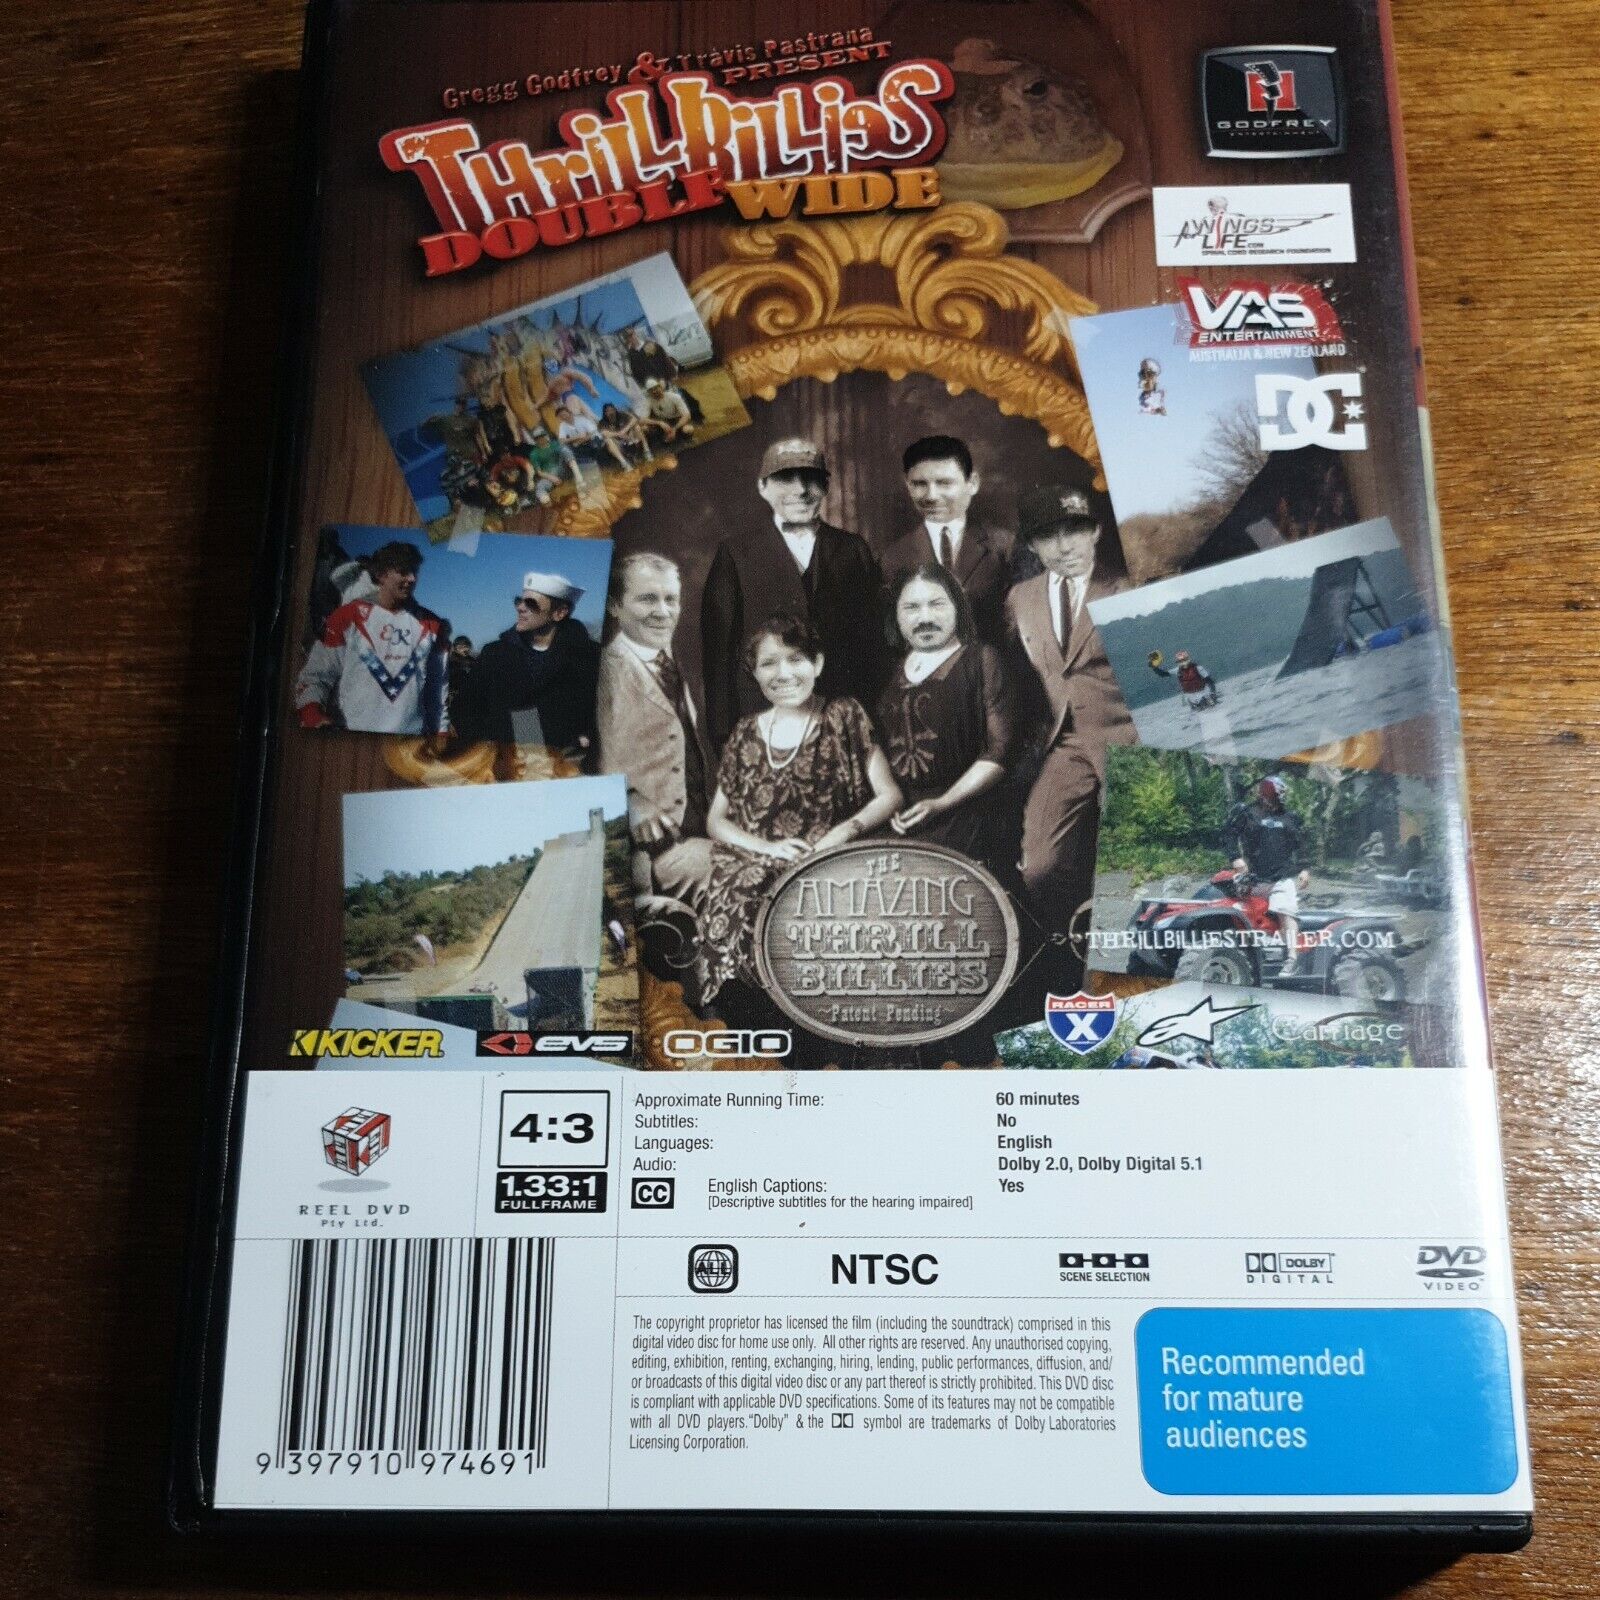 Gregg Godfrey & Travis Pastrana
PRESENT
THrillBillies
DOUBLE WIDE
GODFREY
ENTERTAINMENT
WINGS
LIFE.COM
SPINAL CORD RESEARCH FOUNDATION
VAS
ENTERTAINMENT
AUSTRALIA & NEW ZEALAND
DC
EK
THE
AMAZING
THRILL
BILLIES
~Patent Pending~
THRILLBILLIESTRAILER.COM
KICKER
EVS
OGIO
RACER
X
Carriage
REEL DVD
Pty Ltd.
4:3
1.33:1
FULLFRAME
Approximate Running Time: 60 minutes
Subtitles: No
Languages: English
Audio: Dolby 2.0, Dolby Digital 5.1
CC English Captions: Yes
[Descriptive subtitles for the hearing impaired]
ALL
NTSC
SCENE SELECTION
DOLBY
DIGITAL
DVD
VIDEO
The copyright proprietor has licensed the film (including the soundtrack) comprised in this
digital video disc for home use only. All other rights are reserved. Any unauthorised copying,
editing, exhibition, renting, exchanging, hiring, lending, public performances, diffusion, and/
or broadcasts of this digital video disc or any part thereof is strictly prohibited. This DVD disc
is compliant with applicable DVD specifications. Some of its features may not be compatible
with all DVD players."Dolby" & the symbol are trademarks of Dolby Laboratories
Licensing Corporation.
Recommended
for mature
audiences
9 397910 974691